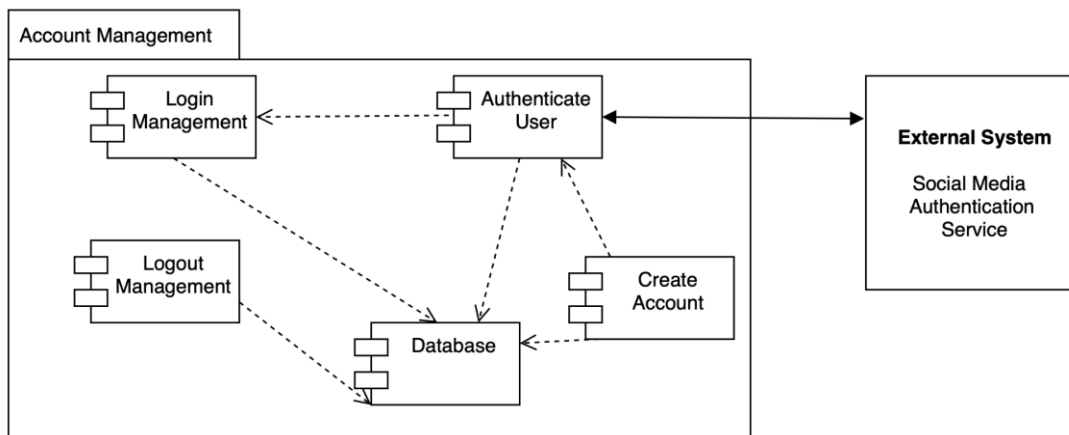 Account Management
Login
Management
Authenticate
User
External System
Social Media
Authentication
Service
Logout
Management
Create
Account
Database